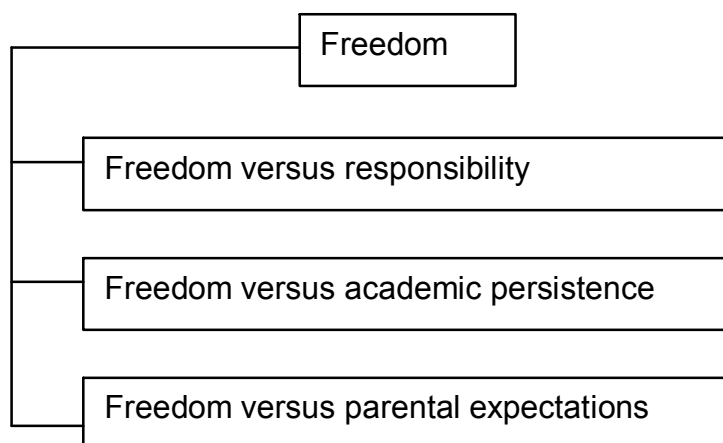 Freedom
Freedom versus responsibility
Freedom versus academic persistence
Freedom versus parental expectations